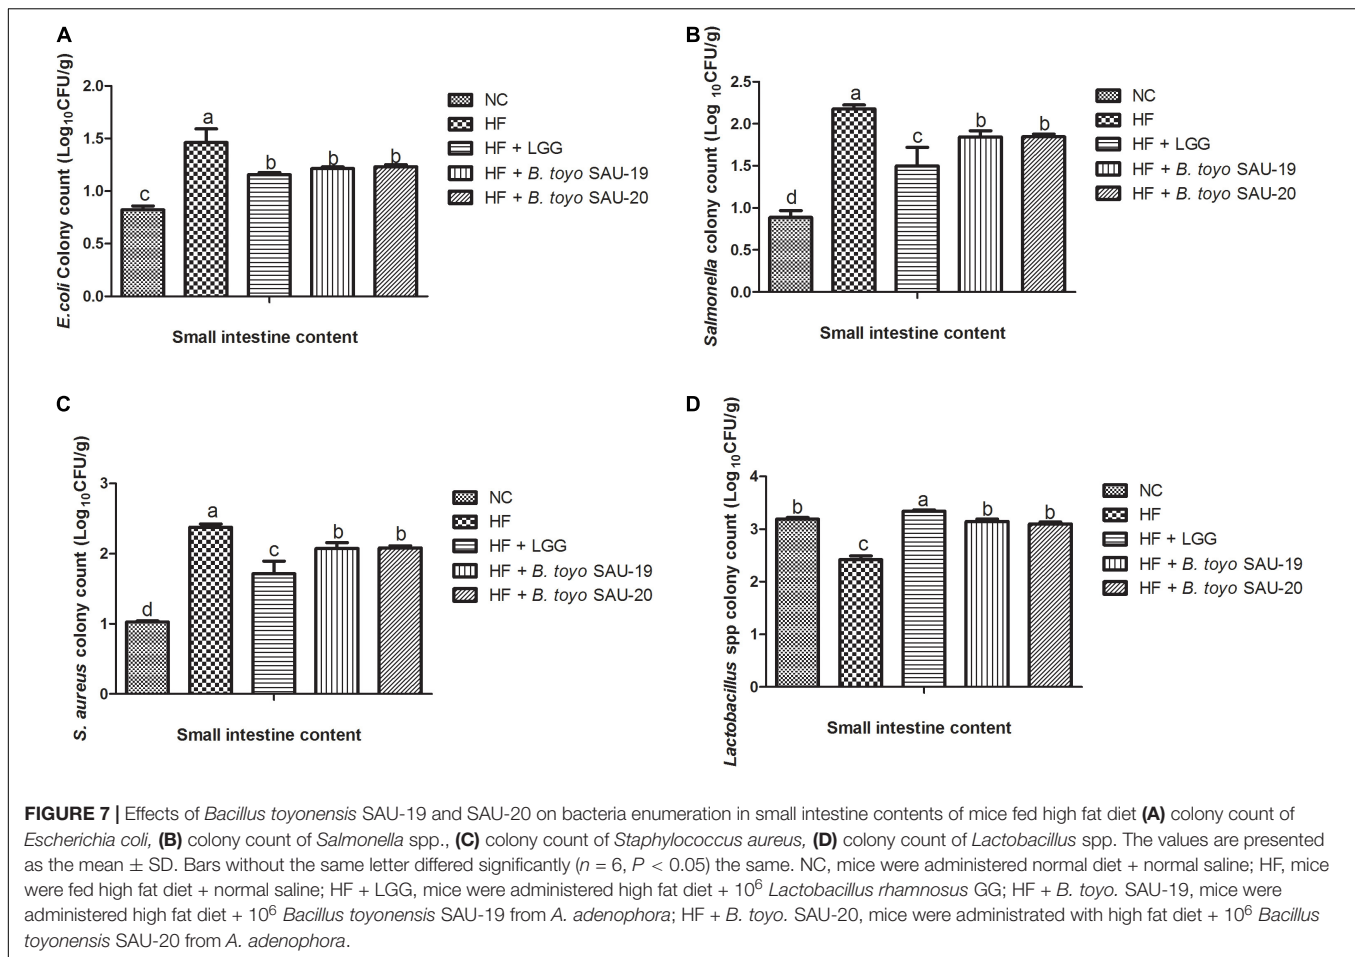 A
E.coli Colony count (Log10CFU/g)
2.0
1.5
1.0
0.5
0.0
c
a
b
b
b
Small intestine content
NC
HF
HF + LGG
HF + B. toyo SAU-19
HF + B. toyo SAU-20
B
Salmonella colony count (Log 10CFU/g)
2.5
2.0
1.5
1.0
0.5
0.0
d
a
c
b
b
Small intestine content
NC
HF
HF + LGG
HF + B. toyo SAU-19
HF + B. toyo SAU-20
C
S. aureus colony count (Log10CFU/g)
3
2
1
0
d
a
c
b
b
Small intestine content
NC
HF
HF + LGG
HF + B. toyo SAU-19
HF + B. toyo SAU-20
D
Lactobacillus spp colony count (Log10CFU/g)
4
3
2
1
0
b
c
a
b
b
Small intestine content
NC
HF
HF + LGG
HF + B. toyo SAU-19
HF + B. toyo SAU-20
FIGURE 7 | Effects of Bacillus toyonensis SAU-19 and SAU-20 on bacteria enumeration in small intestine contents of mice fed high fat diet (A) colony count of
Escherichia coli, (B) colony count of Salmonella spp., (C) colony count of Staphylococcus aureus, (D) colony count of Lactobacillus spp. The values are presented
as the mean ± SD. Bars without the same letter differed significantly (n = 6, P < 0.05) the same. NC, mice were administered normal diet + normal saline; HF, mice
were fed high fat diet + normal saline; HF + LGG, mice were administered high fat diet + 10⁶ Lactobacillus rhamnosus GG; HF + B. toyo. SAU-19, mice were
administered high fat diet + 10⁶ Bacillus toyonensis SAU-19 from A. adenophora; HF + B. toyo. SAU-20, mice were administrated with high fat diet + 10⁶ Bacillus
toyonensis SAU-20 from A. adenophora.